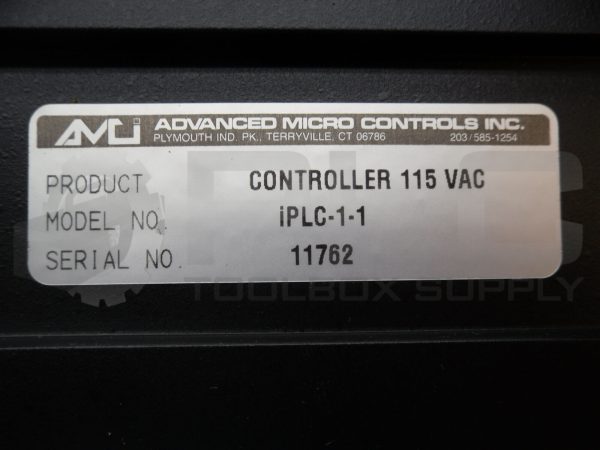 AMCi ADVANCED MICRO CONTROLS INC.
PLYMOUTH IND. PK., TERRYVILLE, CT 06786 203/585-1254
PRODUCT CONTROLLER 115 VAC
MODEL NO. iPLC-1-1
SERIAL NO. 11762
PLC
TOOLBOX SUPPLY